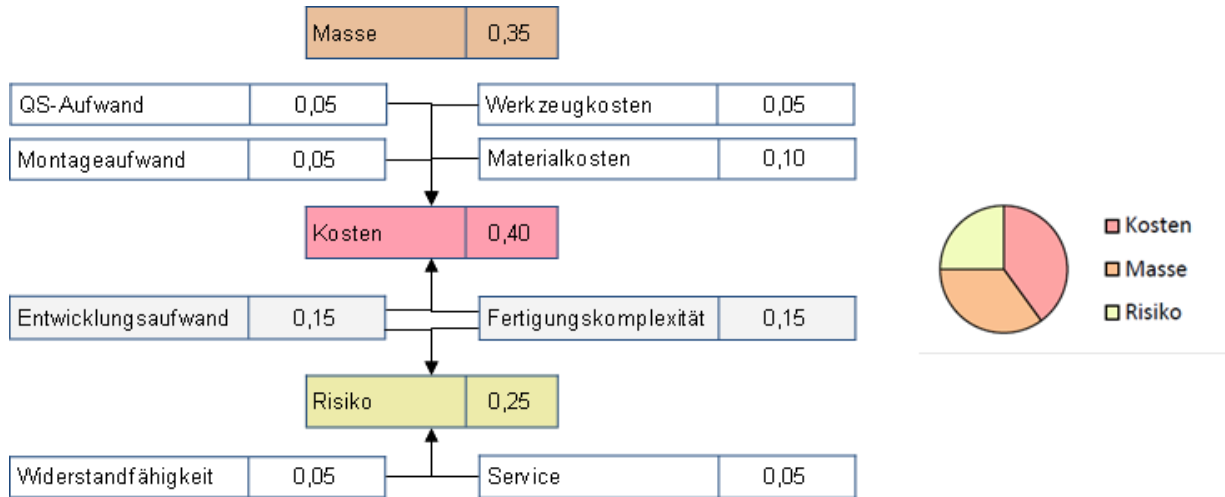 Masse 0,35
QS-Aufwand 0,05 Werkzeugkosten 0,05
Montageaufwand 0,05 Materialkosten 0,10
Kosten 0,40
Kosten
Masse
Risiko
Entwicklungsaufwand 0,15 Fertigungskomplexität 0,15
Risiko 0,25
Widerstandfähigkeit 0,05 Service 0,05